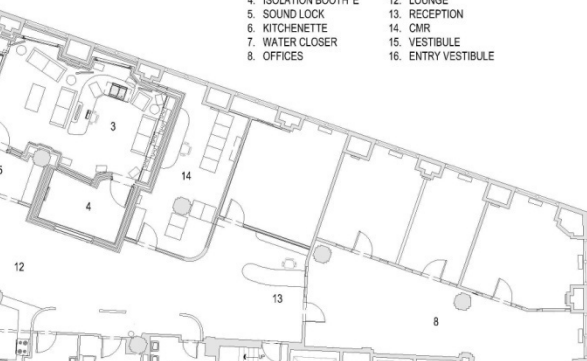 4. ISOLATION BOOTH E
5. SOUND LOCK
6. KITCHENETTE
7. WATER CLOSER
8. OFFICES
12. LOUNGE
13. RECEPTION
14. CMR
15. VESTIBULE
16. ENTRY VESTIBULE
3
14
5
4
12
13
8